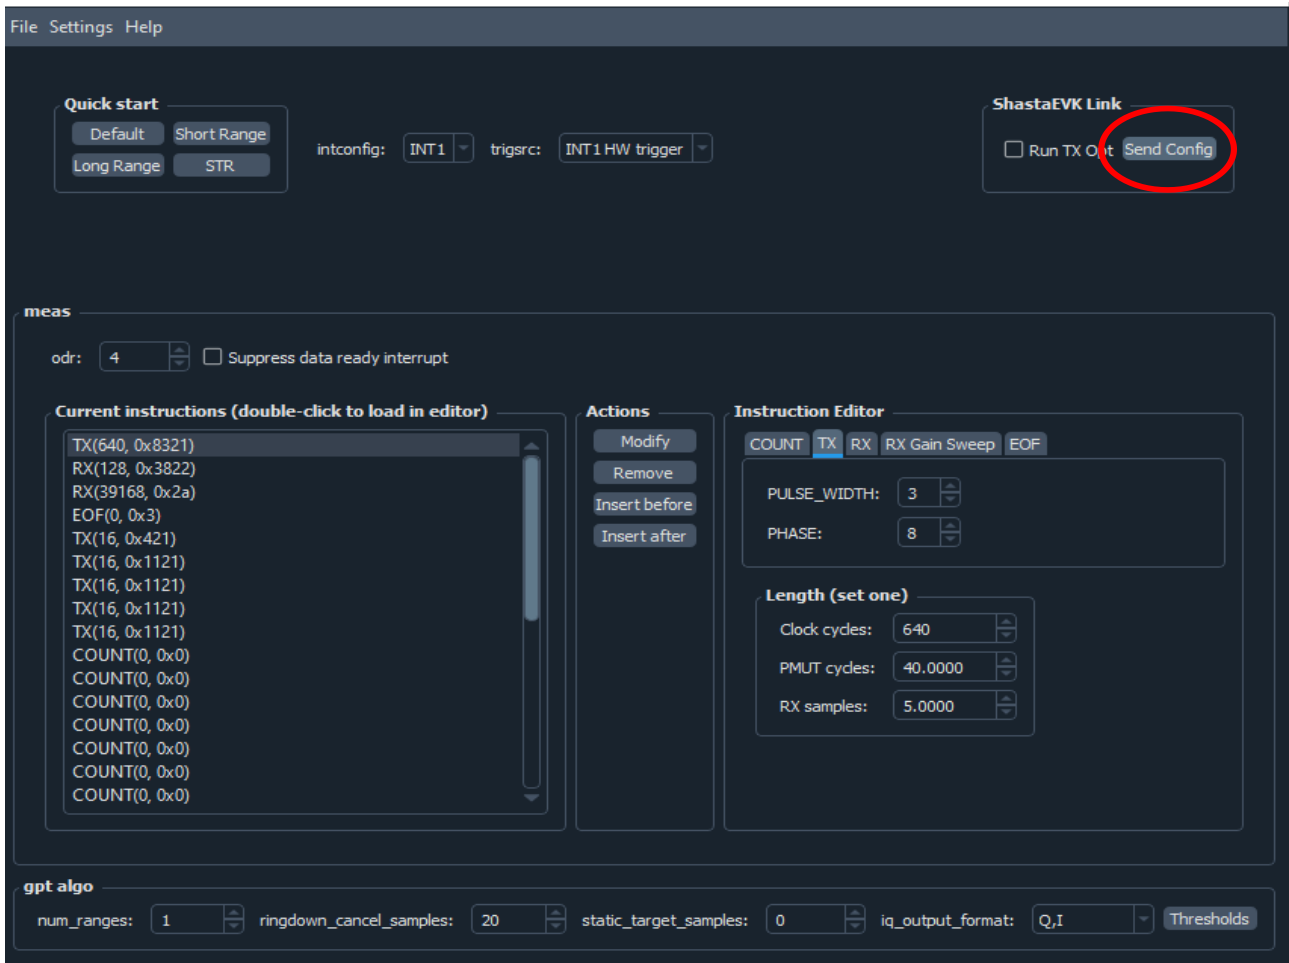 File Settings Help
Quick start
Default Short Range
Long Range STR
intconfig: INT1 trigsrc: INT1 HW trigger
ShastaEVK Link
Run TX Opt Send Config
meas
odr: 4 Suppress data ready interrupt
Current instructions (double-click to load in editor)
TX(640, 0x8321)
RX(128, 0x3822)
RX(39168, 0x2a)
EOF(0, 0x3)
TX(16, 0x421)
TX(16, 0x1121)
TX(16, 0x1121)
TX(16, 0x1121)
TX(16, 0x1121)
COUNT(0, 0x0)
COUNT(0, 0x0)
COUNT(0, 0x0)
COUNT(0, 0x0)
COUNT(0, 0x0)
COUNT(0, 0x0)
COUNT(0, 0x0)
Actions
Modify
Remove
Insert before
Insert after
Instruction Editor
COUNT TX RX RX Gain Sweep EOF
PULSE_WIDTH: 3
PHASE: 8
Length (set one)
Clock cycles: 640
PMUT cycles: 40.0000
RX samples: 5.0000
gpt algo
num_ranges: 1 ringdown_cancel_samples: 20 static_target_samples: 0 iq_output_format: Q,I Thresholds